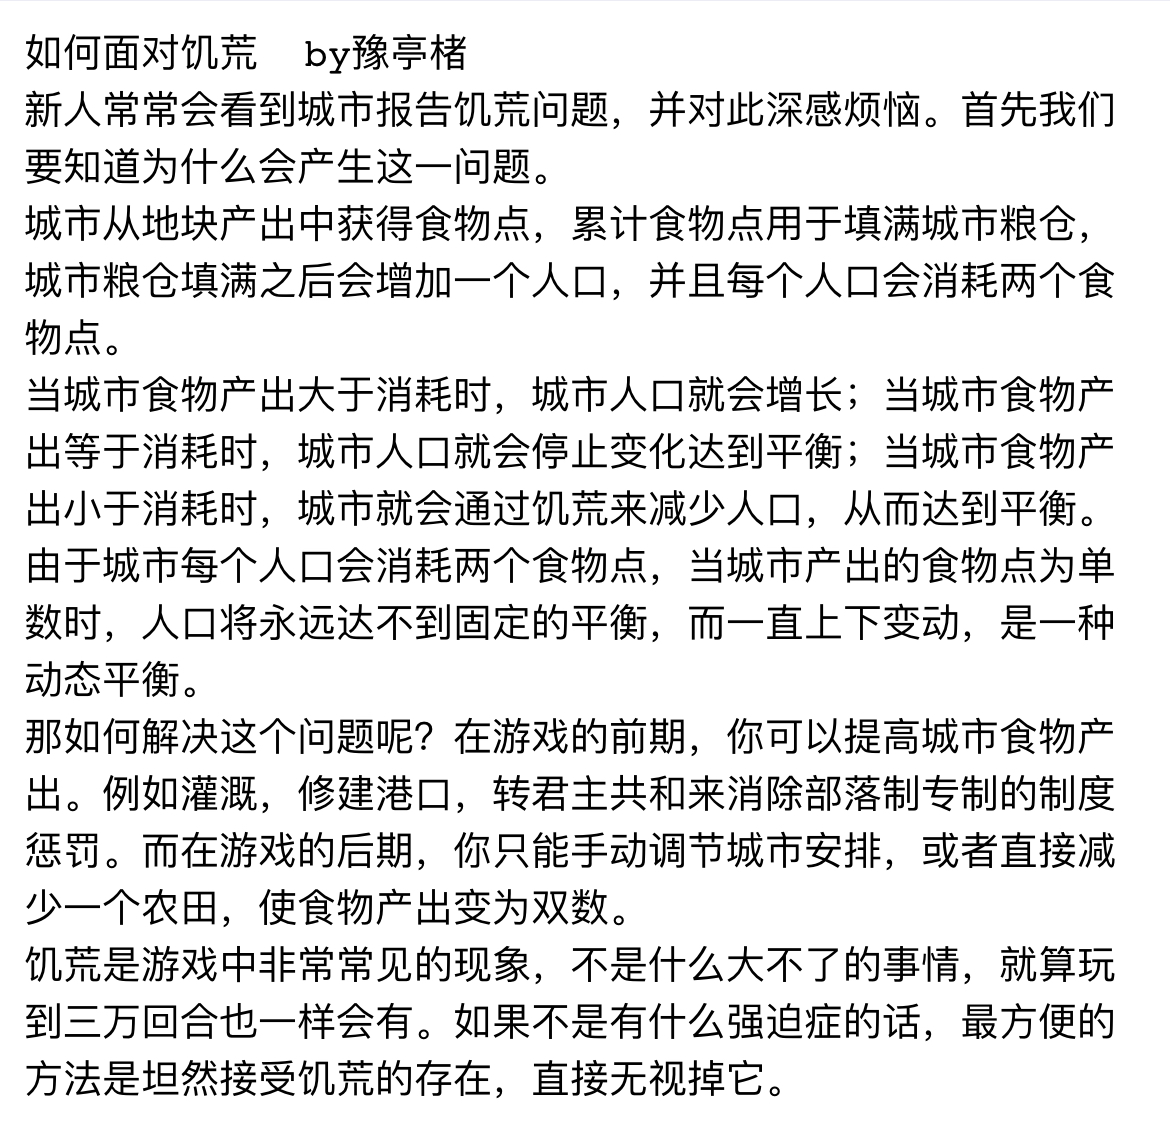 如何面对饥荒  by豫亭楮
新人常常会看到城市报告饥荒问题，并对此深感烦恼。首先我们
要知道为什么会产生这一问题。
城市从地块产出中获得食物点，累计食物点用于填满城市粮仓，
城市粮仓填满之后会增加一个人口，并且每个人口会消耗两个食
物点。
当城市食物产出大于消耗时，城市人口就会增长；当城市食物产
出等于消耗时，城市人口就会停止变化达到平衡；当城市食物产
出小于消耗时，城市就会通过饥荒来减少人口，从而达到平衡。
由于城市每个人口会消耗两个食物点，当城市产出的食物点为单
数时，人口将永远达不到固定的平衡，而一直上下变动，是一种
动态平衡。
那如何解决这个问题呢？在游戏的前期，你可以提高城市食物产
出。例如灌溉，修建港口，转君主共和来消除部落制专制的制度
惩罚。而在游戏的后期，你只能手动调节城市安排，或者直接减
少一个农田，使食物产出变为双数。
饥荒是游戏中非常常见的现象，不是什么大不了的事情，就算玩
到三万回合也一样会有。如果不是有什么强迫症的话，最方便的
方法是坦然接受饥荒的存在，直接无视掉它。